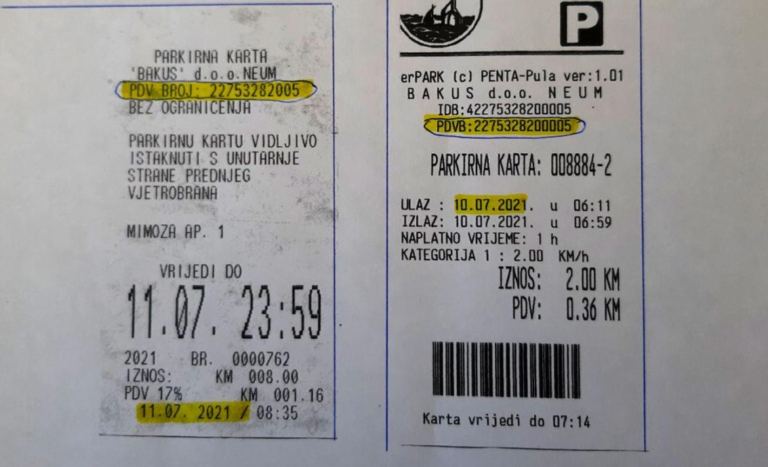 PARKIRNA KARTA
'BAKUS' d.o.o.NEUM
PDV BROJ: 22753282005
BEZ OGRANIČENJA
PARKIRNU KARTU VIDLJIVO
ISTAKNUTI S UNUTARNJE
STRANE PREDNJEG
VJETROBRANA
MIMOZA AP. 1
VRIJEDI DO
11.07. 23:59
2021 BR. 0000762
IZNOS: KM 008.00
PDV 17% KM 001.16
11.07. 2021 / 08:35
P
erPARK (c) PENTA-Pula ver:1.01
BAKUS d.o.o. NEUM
IDB:42275328200005
PDVB:2275328200005
PARKIRNA KARTA: 008884-2
ULAZ : 10.07.2021. u 06:11
IZLAZ: 10.07.2021. u 06:59
NAPLATNO VRIJEME: 1 h
KATEGORIJA 1 : 2.00 KM/h
IZNOS: 2.00 KM
PDV: 0.36 KM
Karta vrijedi do 07:14